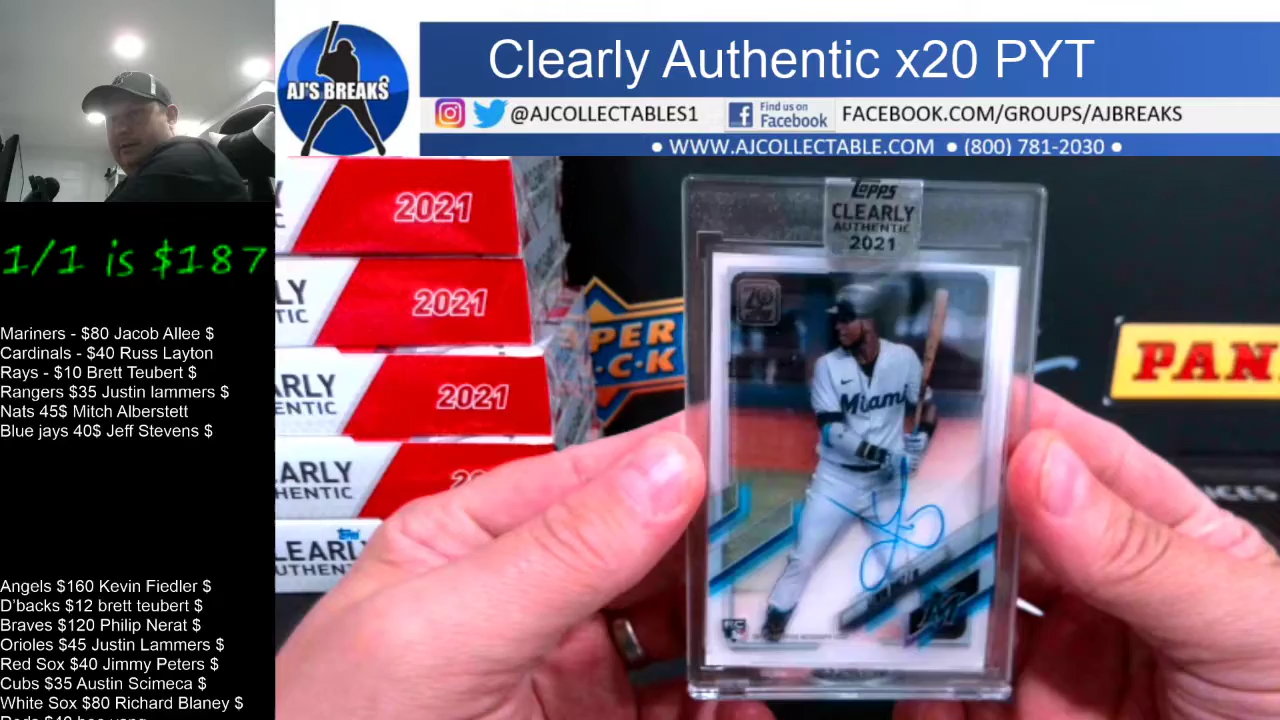 Clearly Authentic x20 PYT
AJ'S BREAKS
@AJCOLLECTABLES1
Find us on
Facebook
FACEBOOK.COM/GROUPS/AJBREAKS
• WWW.AJCOLLECTABLE.COM • (800) 781-2030 •
1/1 is $187
Mariners - $80 Jacob Allee $
Cardinals - $40 Russ Layton
Rays - $10 Brett Teubert $
Rangers $35 Justin lammers $
Nats 45$ Mitch Alberstett
Blue jays 40$ Jeff Stevens $
Angels $160 Kevin Fiedler $
D'backs $12 brett teubert $
Braves $120 Philip Nerat $
Orioles $45 Justin Lammers $
Red Sox $40 Jimmy Peters $
Cubs $35 Austin Scimeca $
White Sox $80 Richard Blaney $
2021
2021
2021
CLEARLY
topps
CLEARLY
AUTHENTIC
2021
70
Miami
RC
PER
PAN